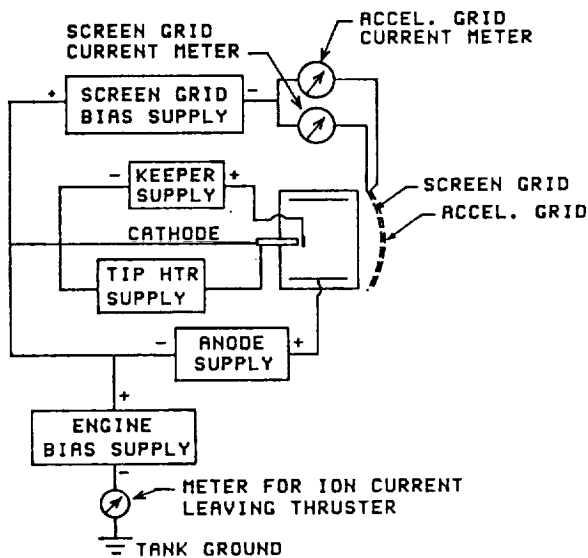 SCREEN GRID
CURRENT METER
ACCEL. GRID
CURRENT METER
+
SCREEN GRID
BIAS SUPPLY
-
-
KEEPER
SUPPLY
+
SCREEN GRID
ACCEL. GRID
CATHODE
TIP HTR
SUPPLY
-
ANODE
SUPPLY
+
+
ENGINE
BIAS SUPPLY
-
METER FOR ION CURRENT
LEAVING THRUSTER
TANK GROUND